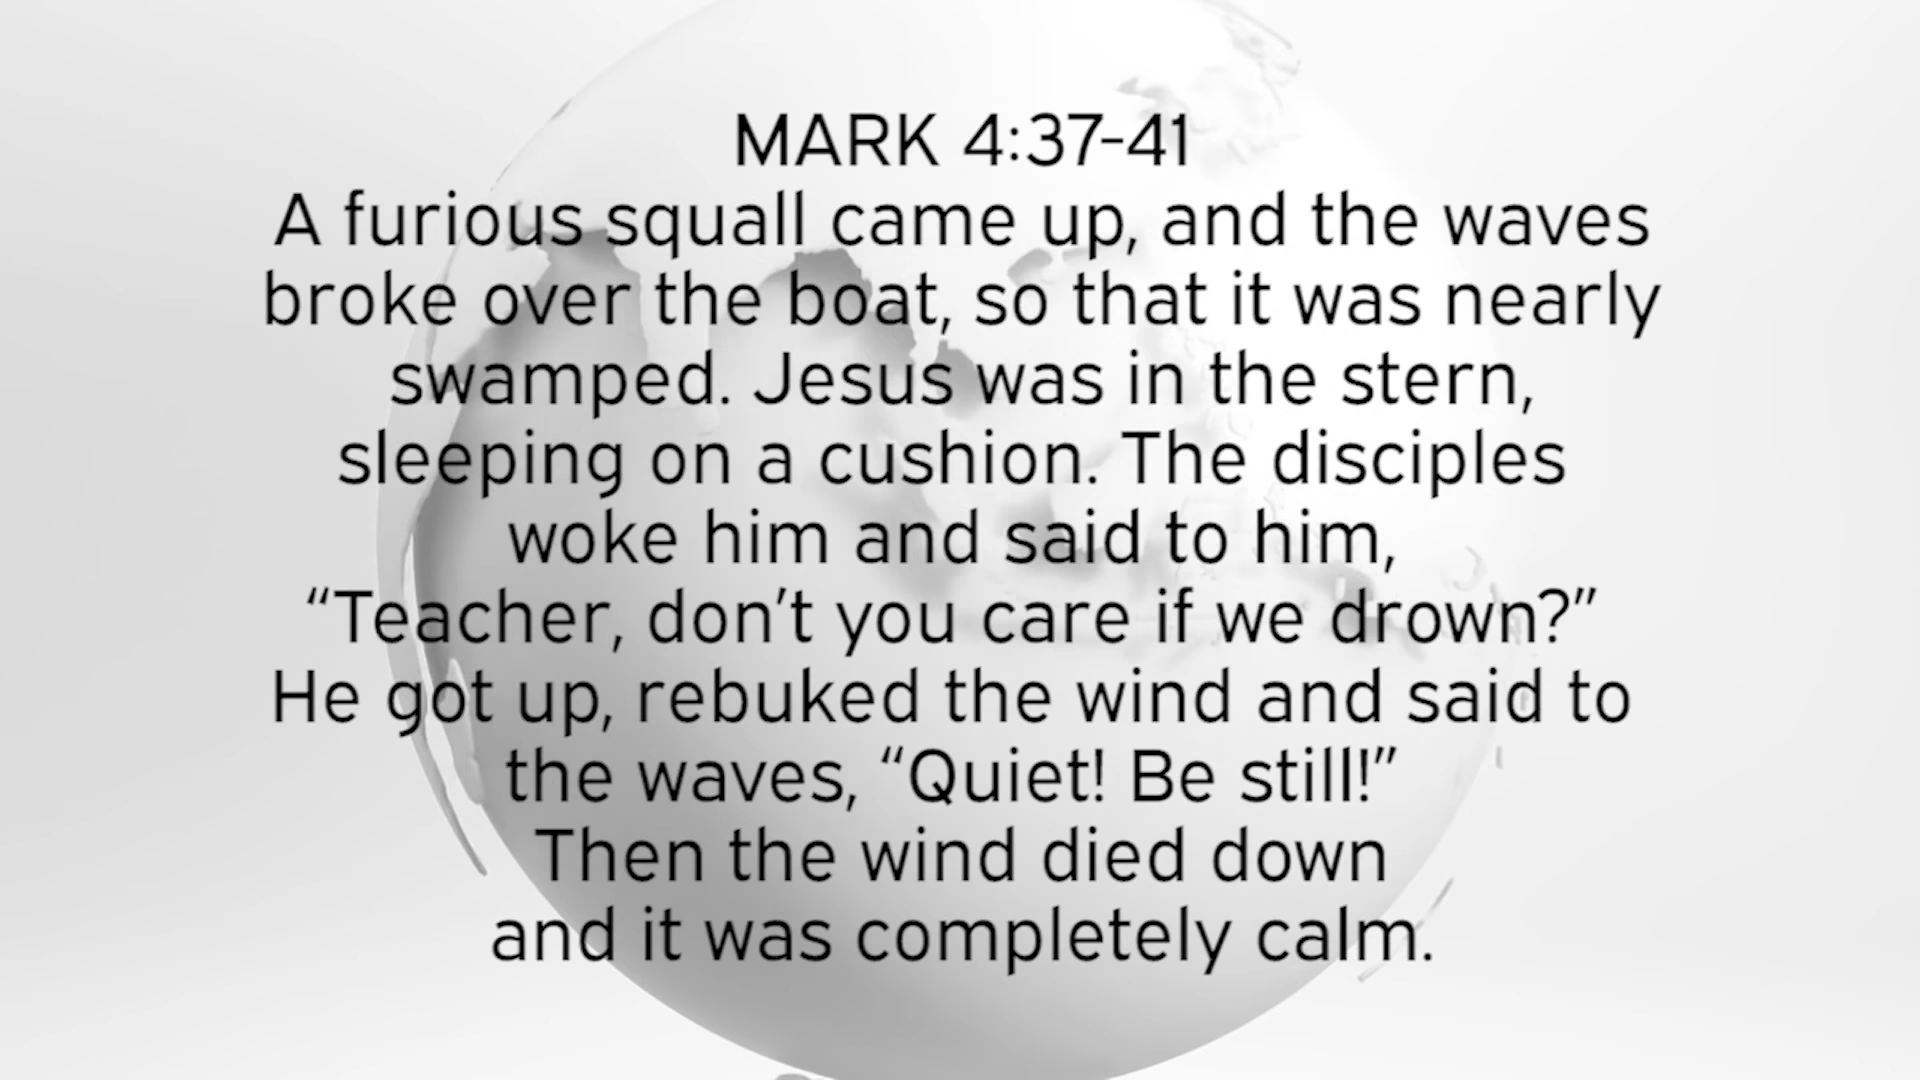 MARK 4:37-41
A furious squall came up, and the waves
broke over the boat, so that it was nearly
swamped. Jesus was in the stern,
sleeping on a cushion. The disciples
woke him and said to him,
“Teacher, don’t you care if we drown?”
He got up, rebuked the wind and said to
the waves, “Quiet! Be still!”
Then the wind died down
and it was completely calm.